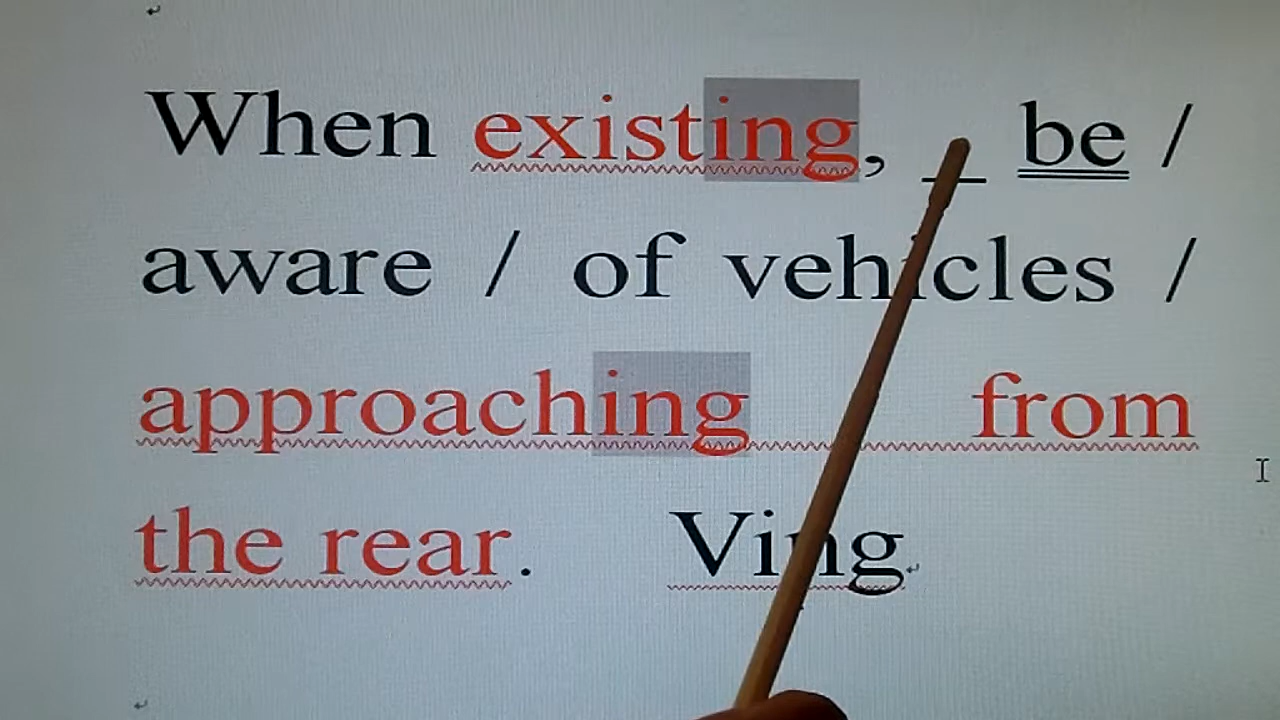 When existing, _ be /
aware / of vehicles /
approaching from
the rear. Ving